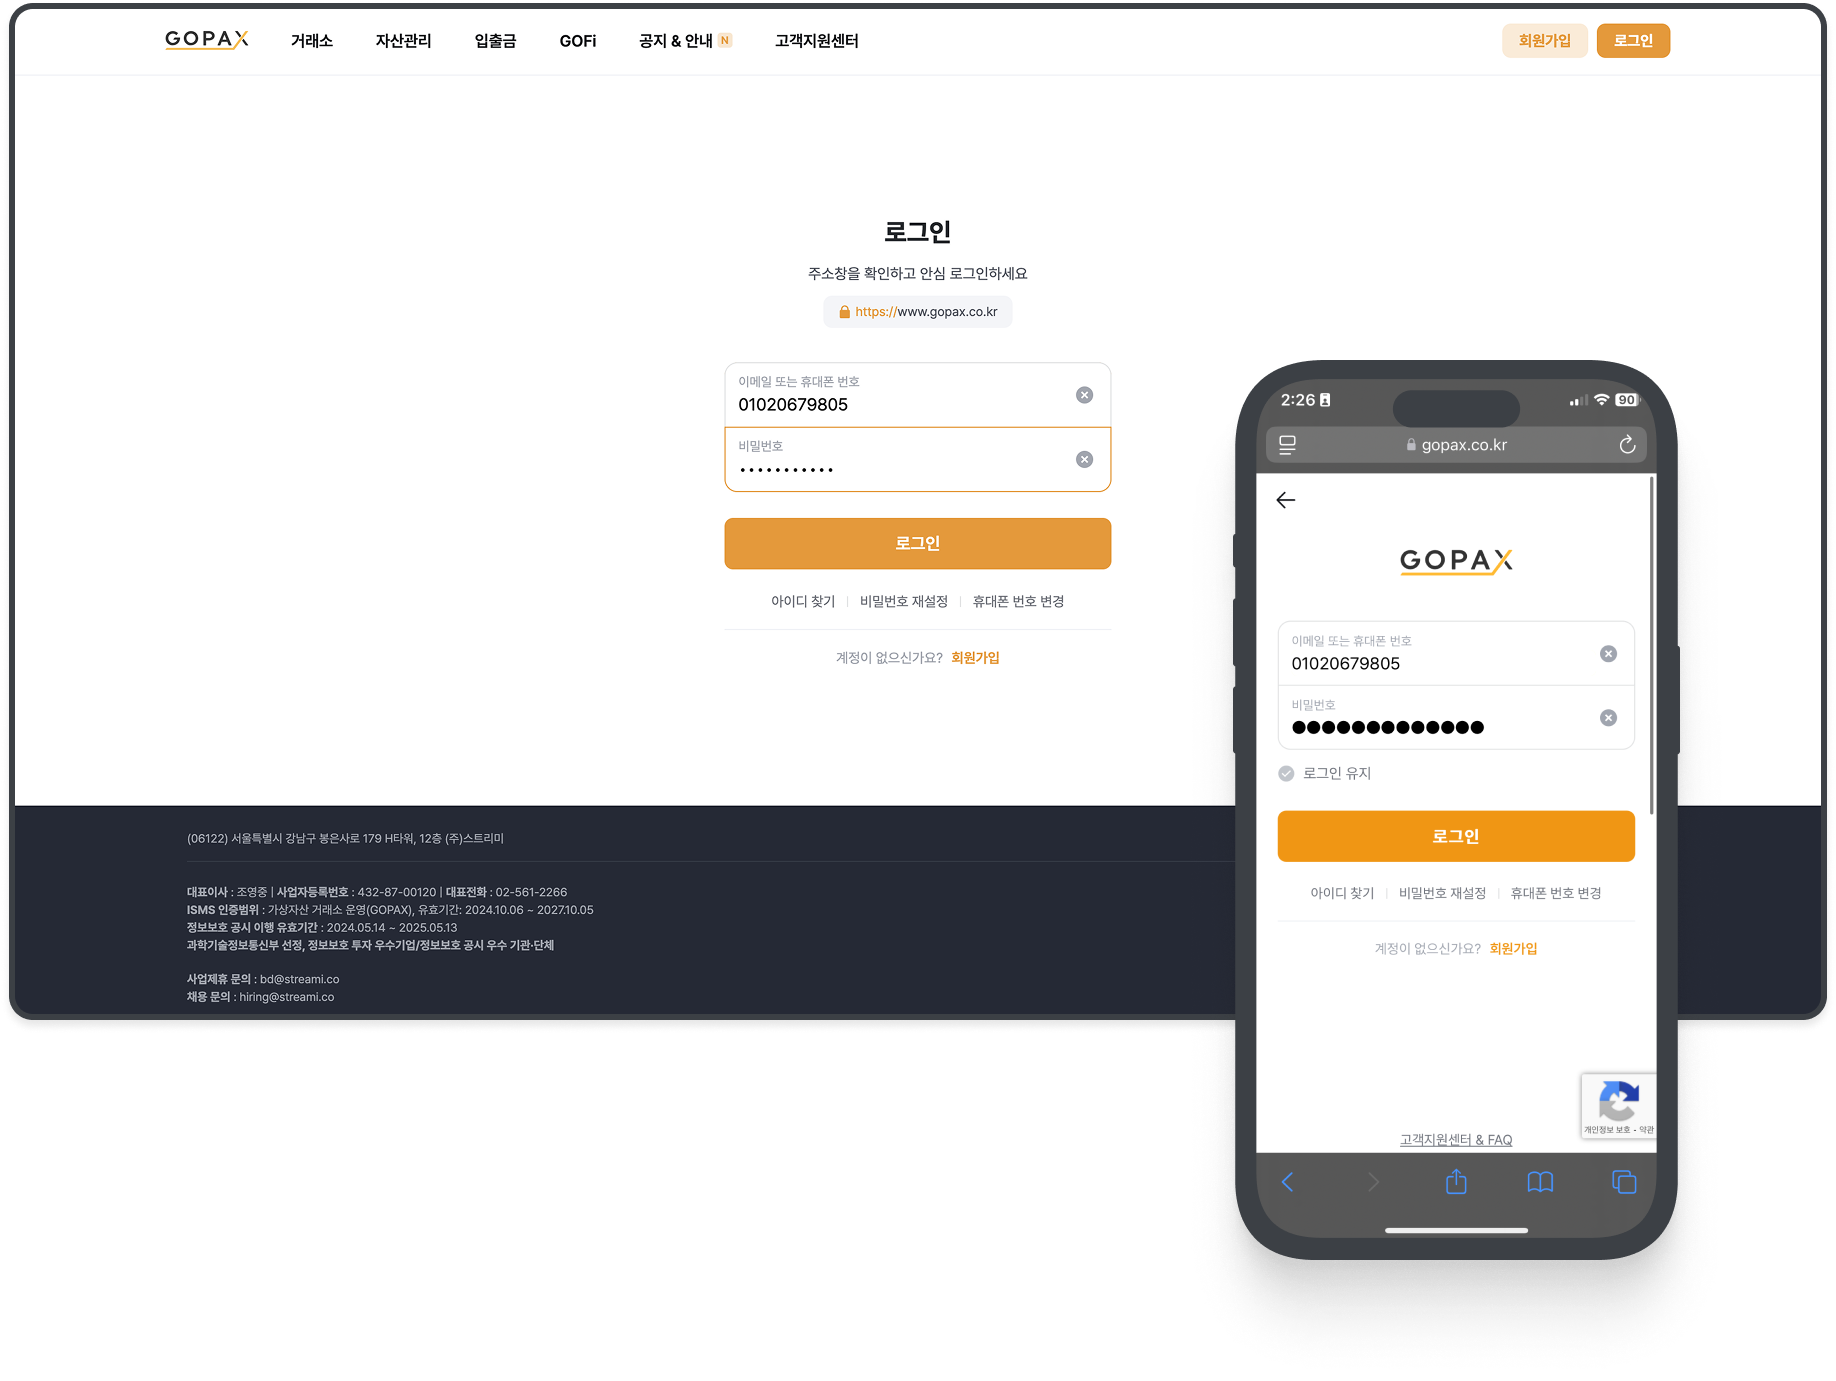 GOPAX 거래소 자산관리 입출금 GOFi 공지 & 안내 N 고객지원센터 회원가입 로그인
로그인
주소창을 확인하고 안심 로그인하세요
https://www.gopax.co.kr
이메일 또는 휴대폰 번호
01020679805
비밀번호
•••••••••••
로그인
아이디 찾기 | 비밀번호 재설정 | 휴대폰 번호 변경
계정이 없으신가요? 회원가입
(06122) 서울특별시 강남구 봉은사로 179 H타워, 12층 (주)스트리미
대표이사 : 조영중 | 사업자등록번호 : 432-87-00120 | 대표전화 : 02-561-2266
ISMS 인증범위 : 가상자산 거래소 운영(GOPAX), 유효기간: 2024.10.06 ~ 2027.10.05
정보보호 공시 이행 유효기간 : 2024.05.14 ~ 2025.05.13
과학기술정보통신부 선정, 정보보호 투자 우수기업/정보보호 공시 우수 기관·단체
사업제휴 문의 : bd@streami.co
채용 문의 : hiring@streami.co
2:26 90
gopax.co.kr
GOPAX
이메일 또는 휴대폰 번호
01020679805
비밀번호
●●●●●●●●●●●●●
로그인 유지
로그인
아이디 찾기 | 비밀번호 재설정 | 휴대폰 번호 변경
계정이 없으신가요? 회원가입
개인정보 보호 - 약관
고객지원센터 & FAQ